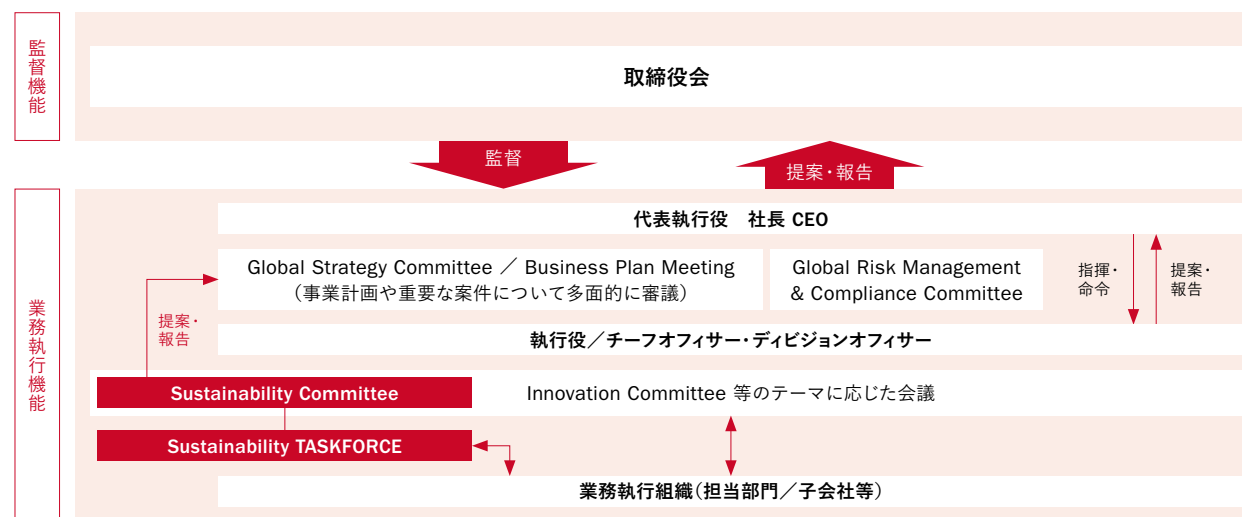 監督機能
取締役会
監督
提案・報告
業務執行機能
代表執行役　社長 CEO
Global Strategy Committee ／ Business Plan Meeting
（事業計画や重要な案件について多面的に審議）
Global Risk Management
& Compliance Committee
指揮・
命令
提案・
報告
提案・
報告
執行役／チーフオフィサー・ディビジョンオフィサー
Sustainability Committee
Innovation Committee 等のテーマに応じた会議
Sustainability TASKFORCE
業務執行組織（担当部門／子会社等）